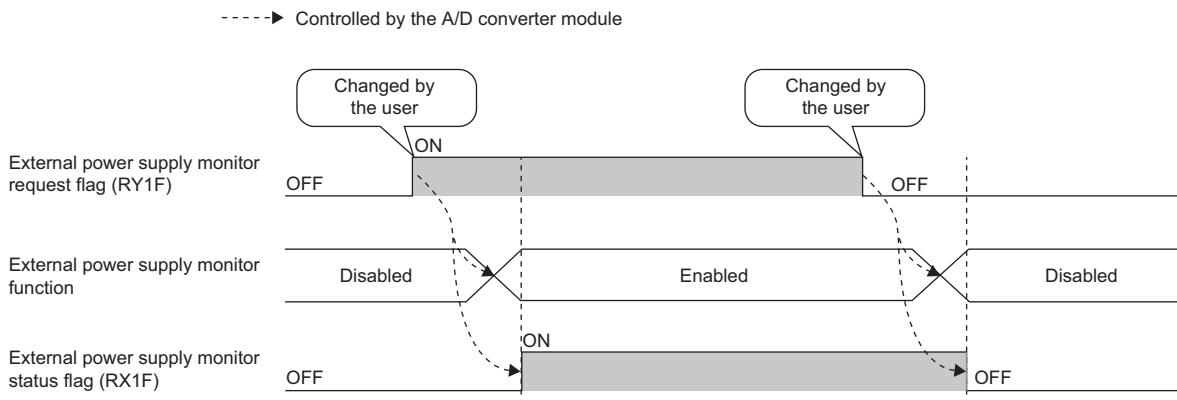 Controlled by the A/D converter module
Changed by
the user
Changed by
the user
External power supply monitor
request flag (RY1F)
OFF
ON
OFF
External power supply monitor
function
Disabled
Enabled
Disabled
External power supply monitor
status flag (RX1F)
OFF
ON
OFF